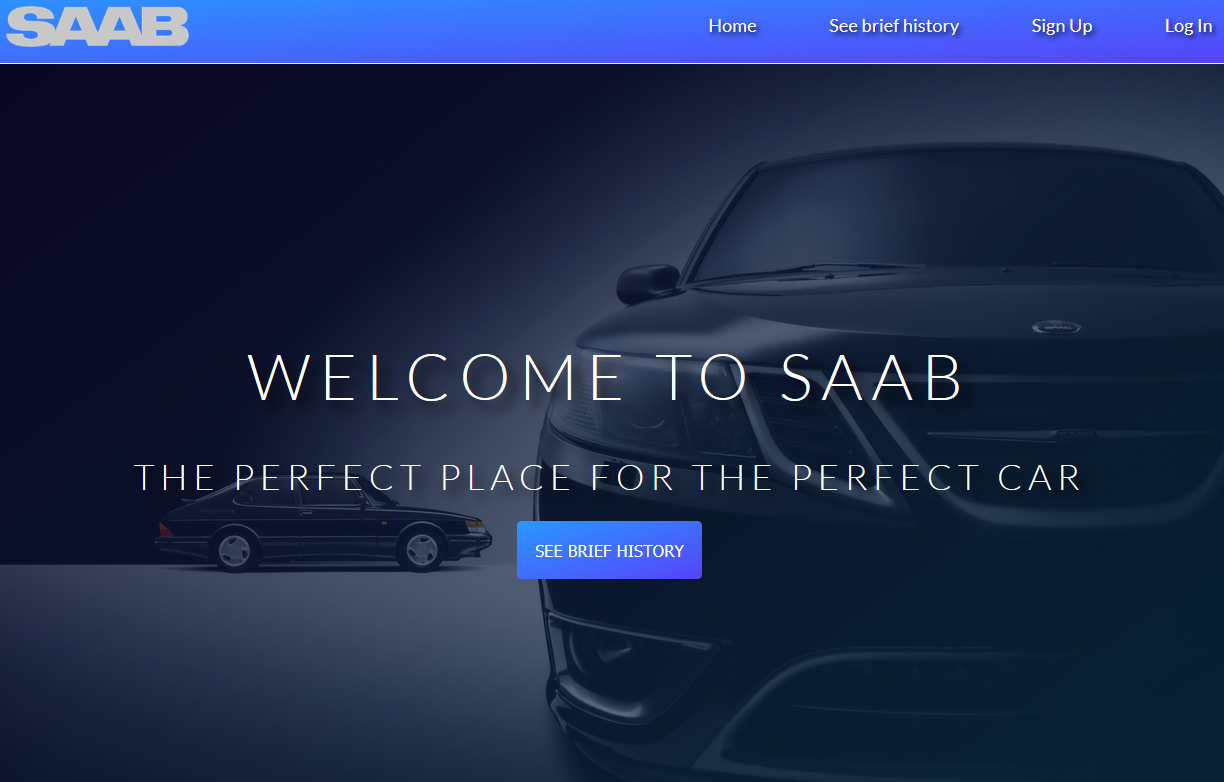 SAAB
Home See brief history Sign Up Log In
WELCOME TO SAAB
THE PERFECT PLACE FOR THE PERFECT CAR
SEE BRIEF HISTORY